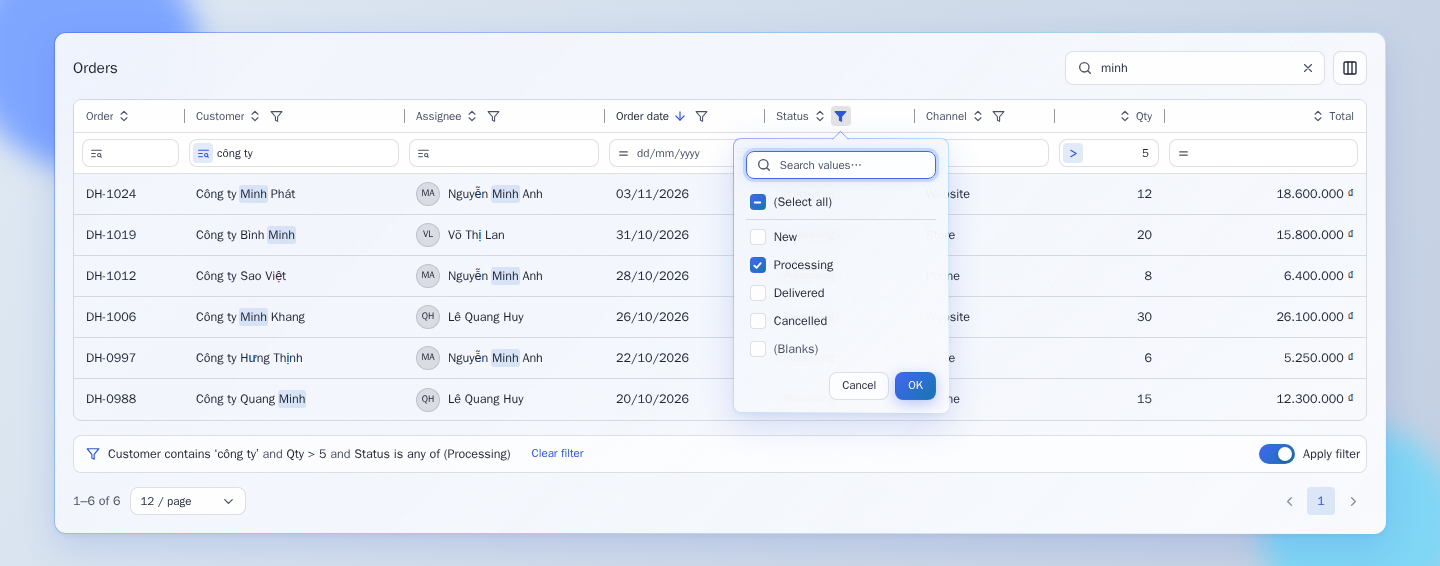 Orders
minh
Order Customer Assignee Order date Status Channel Qty Total
công ty dd/mm/yyyy > 5 =
Search values···
(Select all)
New
Processing
Delivered
Cancelled
(Blanks)
Cancel OK
DH-1024 Công ty Minh Phát MA Nguyễn Minh Anh 03/11/2026 12 18.600.000 ₫
DH-1019 Công ty Bình Minh VL Võ Thị Lan 31/10/2026 20 15.800.000 ₫
DH-1012 Công ty Sao Việt MA Nguyễn Minh Anh 28/10/2026 8 6.400.000 ₫
DH-1006 Công ty Minh Khang QH Lê Quang Huy 26/10/2026 30 26.100.000 ₫
DH-0997 Công ty Hưng Thịnh MA Nguyễn Minh Anh 22/10/2026 6 5.250.000 ₫
DH-0988 Công ty Quang Minh QH Lê Quang Huy 20/10/2026 15 12.300.000 ₫
Customer contains ‘công ty’ and Qty > 5 and Status is any of (Processing) Clear filter Apply filter
1–6 of 6 12 / page 1